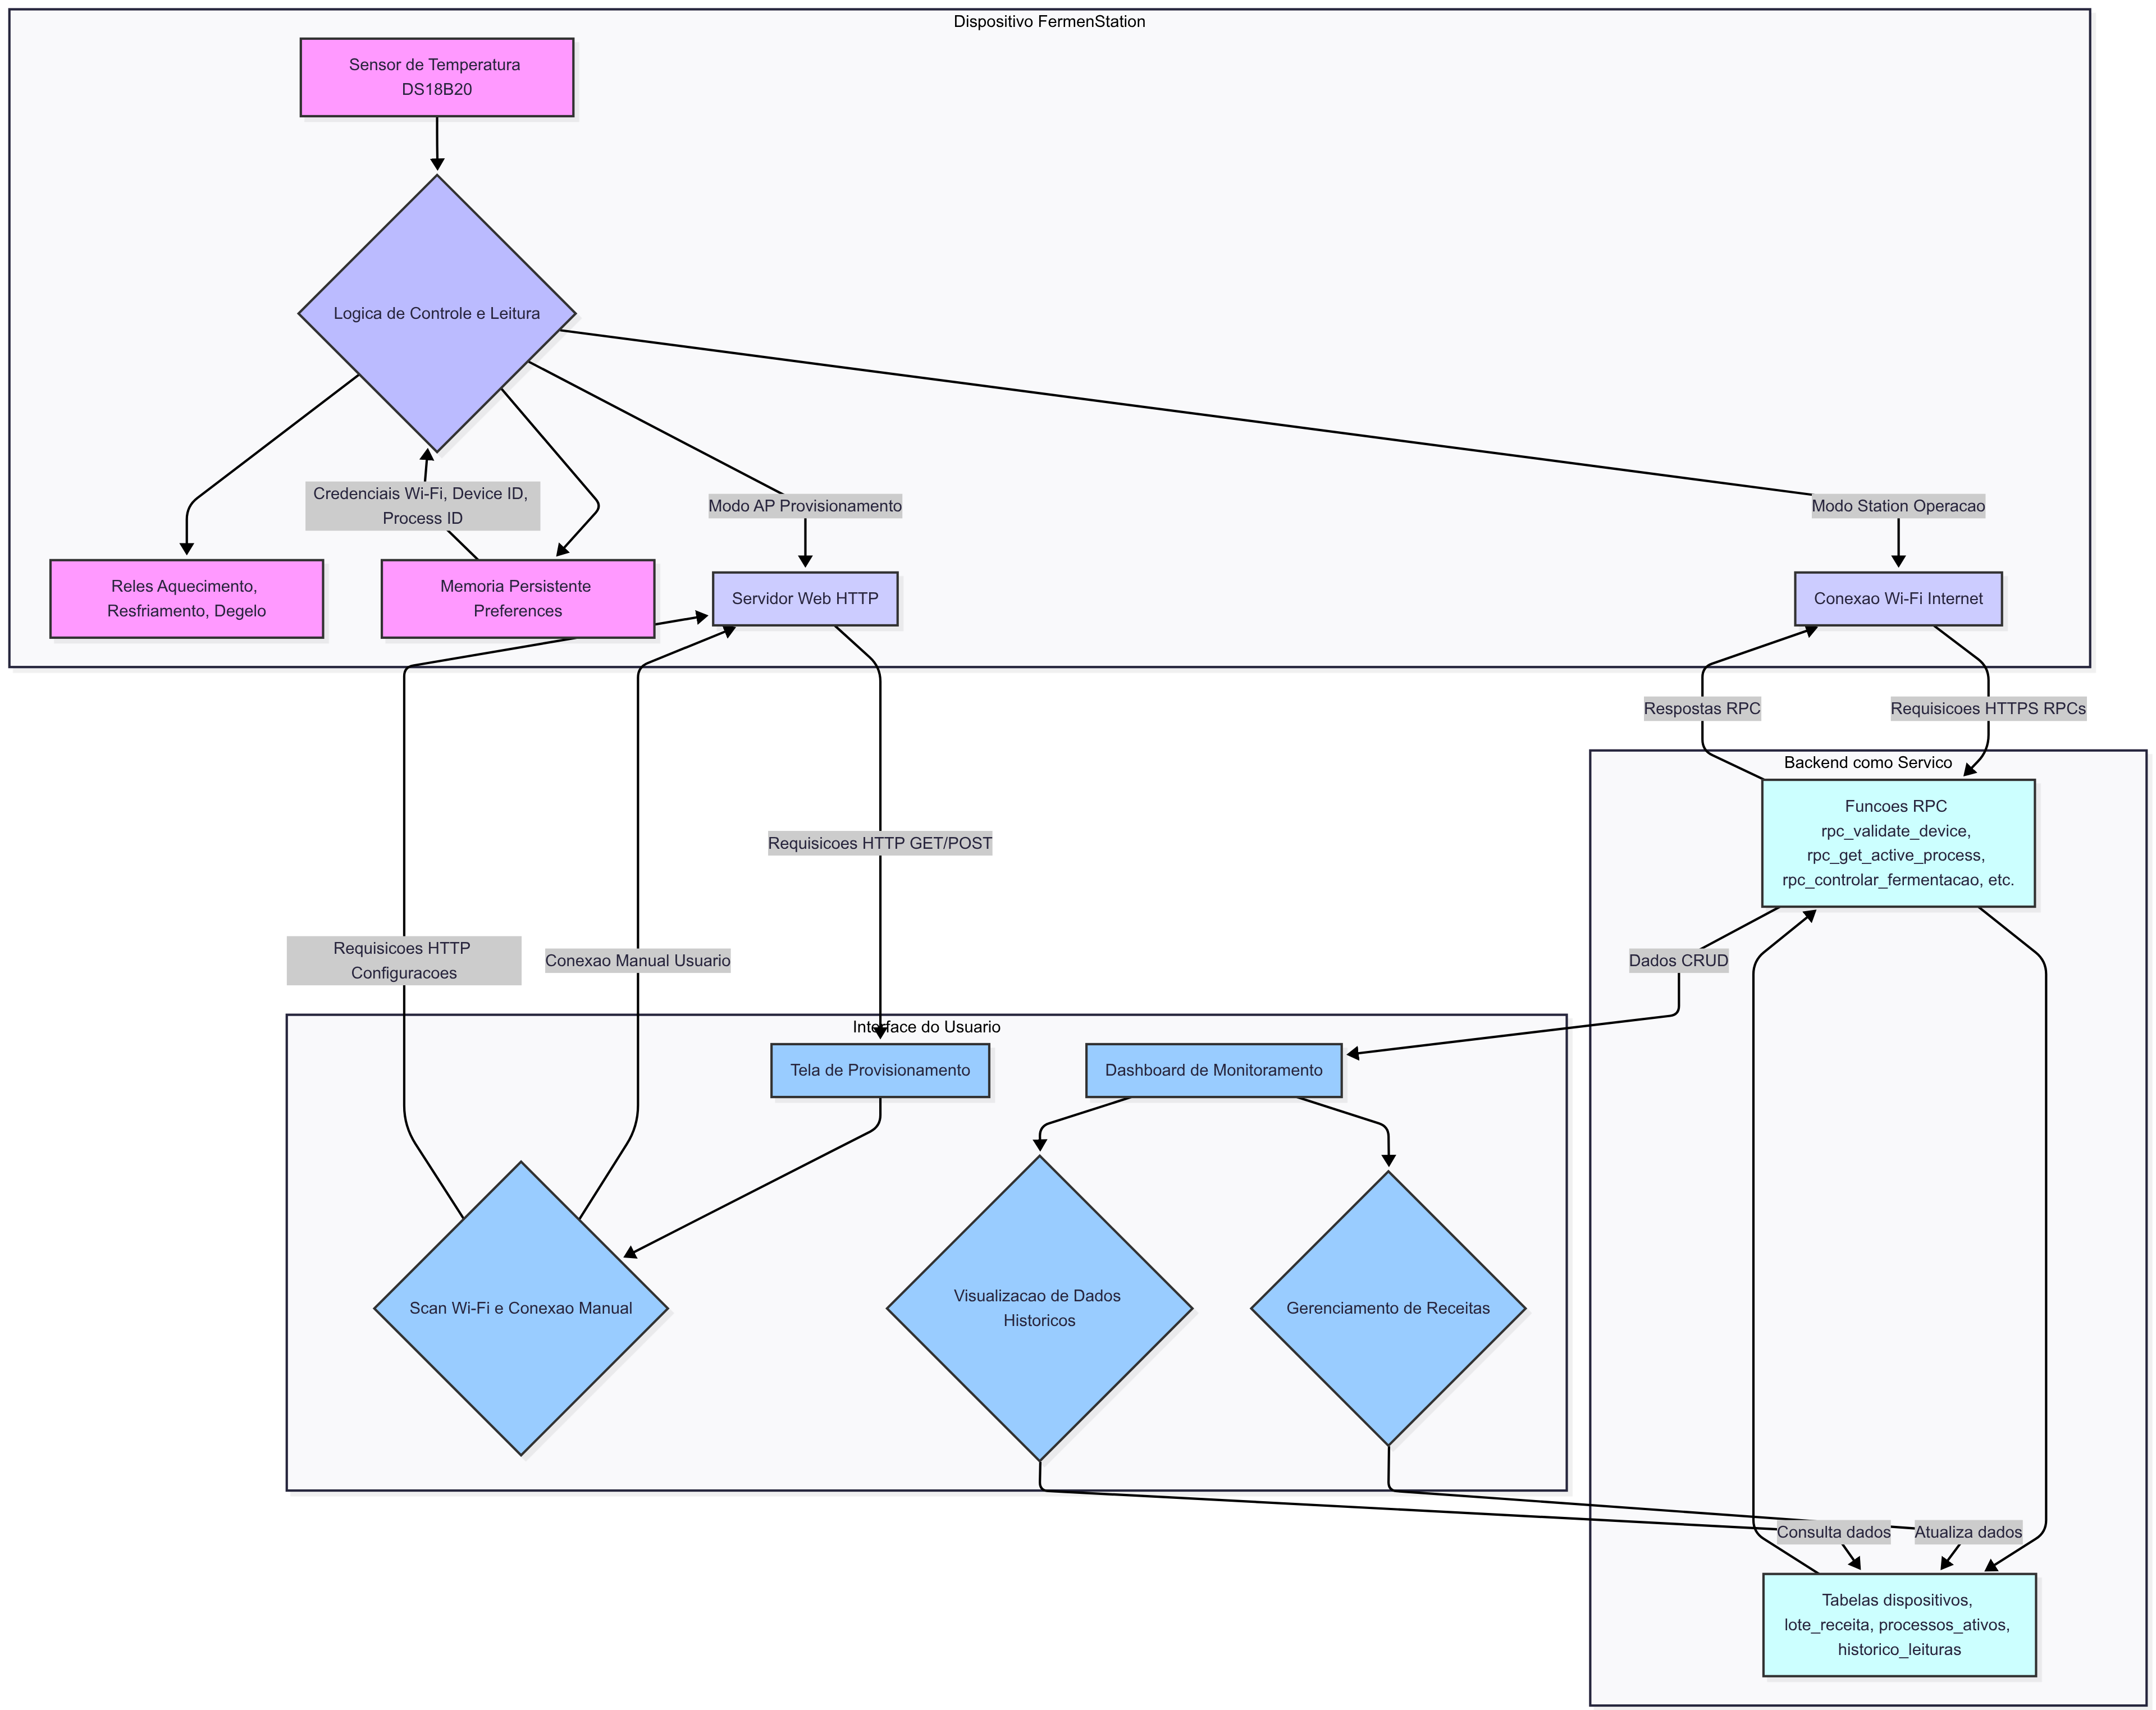 Dispositivo FermenStation
Sensor de Temperatura
DS18B20
Logica de Controle e Leitura
Credenciais Wi-Fi, Device ID,
Process ID
Modo AP Provisionamento
Modo Station Operacao
Reles Aquecimento,
Resfriamento, Degelo
Memoria Persistente
Preferences
Servidor Web HTTP
Conexao Wi-Fi Internet
Respostas RPC
Requisicoes HTTPS RPCs
Backend como Servico
Funcoes RPC
rpc_validate_device,
rpc_get_active_process,
rpc_controlar_fermentacao, etc.
Requisicoes HTTP GET/POST
Requisicoes HTTP
Configuracoes
Conexao Manual Usuario
Dados CRUD
Interface do Usuario
Tela de Provisionamento
Dashboard de Monitoramento
Scan Wi-Fi e Conexao Manual
Visualizacao de Dados
Historicos
Gerenciamento de Receitas
Consulta dados
Atualiza dados
Tabelas dispositivos,
lote_receita, processos_ativos,
historico_leituras